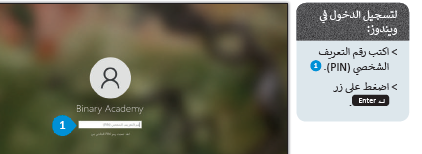 لتسجيل الدخول في
ويندوز:
> اكتب رقم التعريف
الشخصي (PIN). 1
> اضغط على زر
Enter .
Binary Academy
1